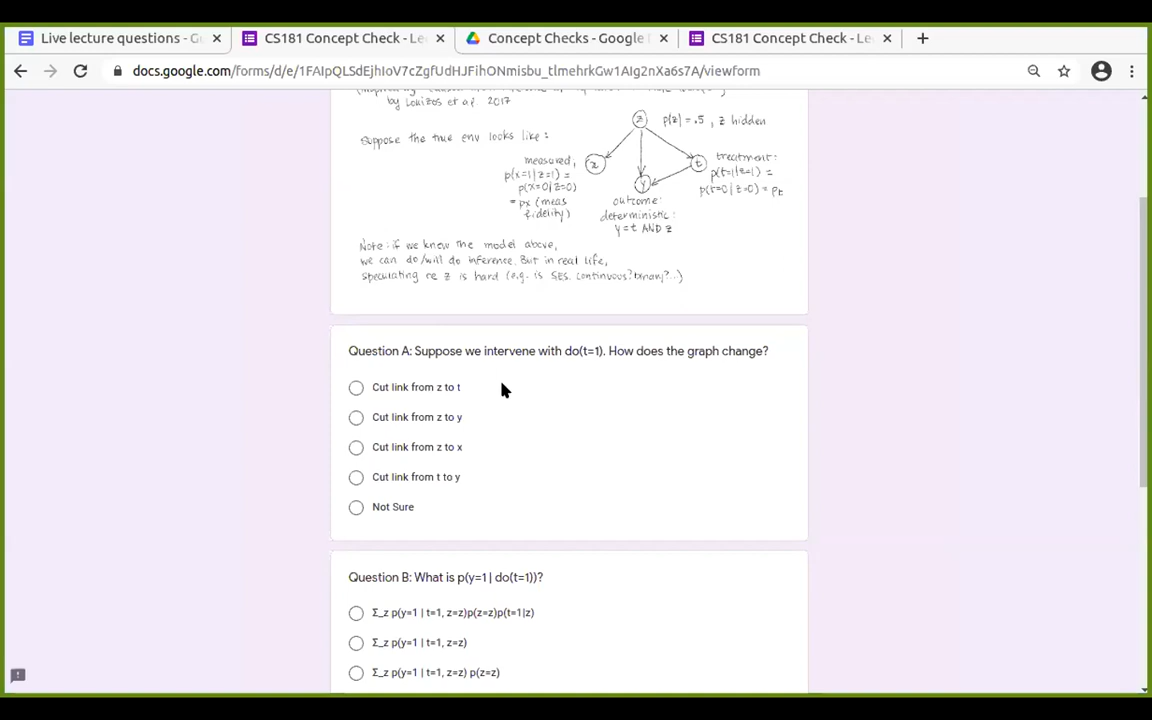 Live lecture questions - G
CS181 Concept Check - Le
Concept Checks - Google
CS181 Concept Check - Le
docs.google.com/forms/d/e/1FAIpQLSdEjhIoV7cZgfUdHJFihONmisbu_tlmehrkGw1AIg2nXa6s7A/viewform
by Louizos et al. 2017
Suppose the true env looks like:
z p(z) = .5, z hidden
measured,
p(x=1|z=1) =
p(x=0|z=0)
= px (meas
fidelity)
x
t
y
treatment:
p(t=1|z=1) =
p(t=0|z=0) = pt
outcome:
deterministic:
y=t AND z
Note: if we knew the model above,
we can do/will do inference. But in real life,
speculating re z is hard (e.g. is SES. continuous? binary?...)
Question A: Suppose we intervene with do(t=1). How does the graph change?
Cut link from z to t
Cut link from z to y
Cut link from z to x
Cut link from t to y
Not Sure
Question B: What is p(y=1 | do(t=1))?
Σ_z p(y=1 | t=1, z=z)p(z=z)p(t=1|z)
Σ_z p(y=1 | t=1, z=z)
Σ_z p(y=1 | t=1, z=z) p(z=z)